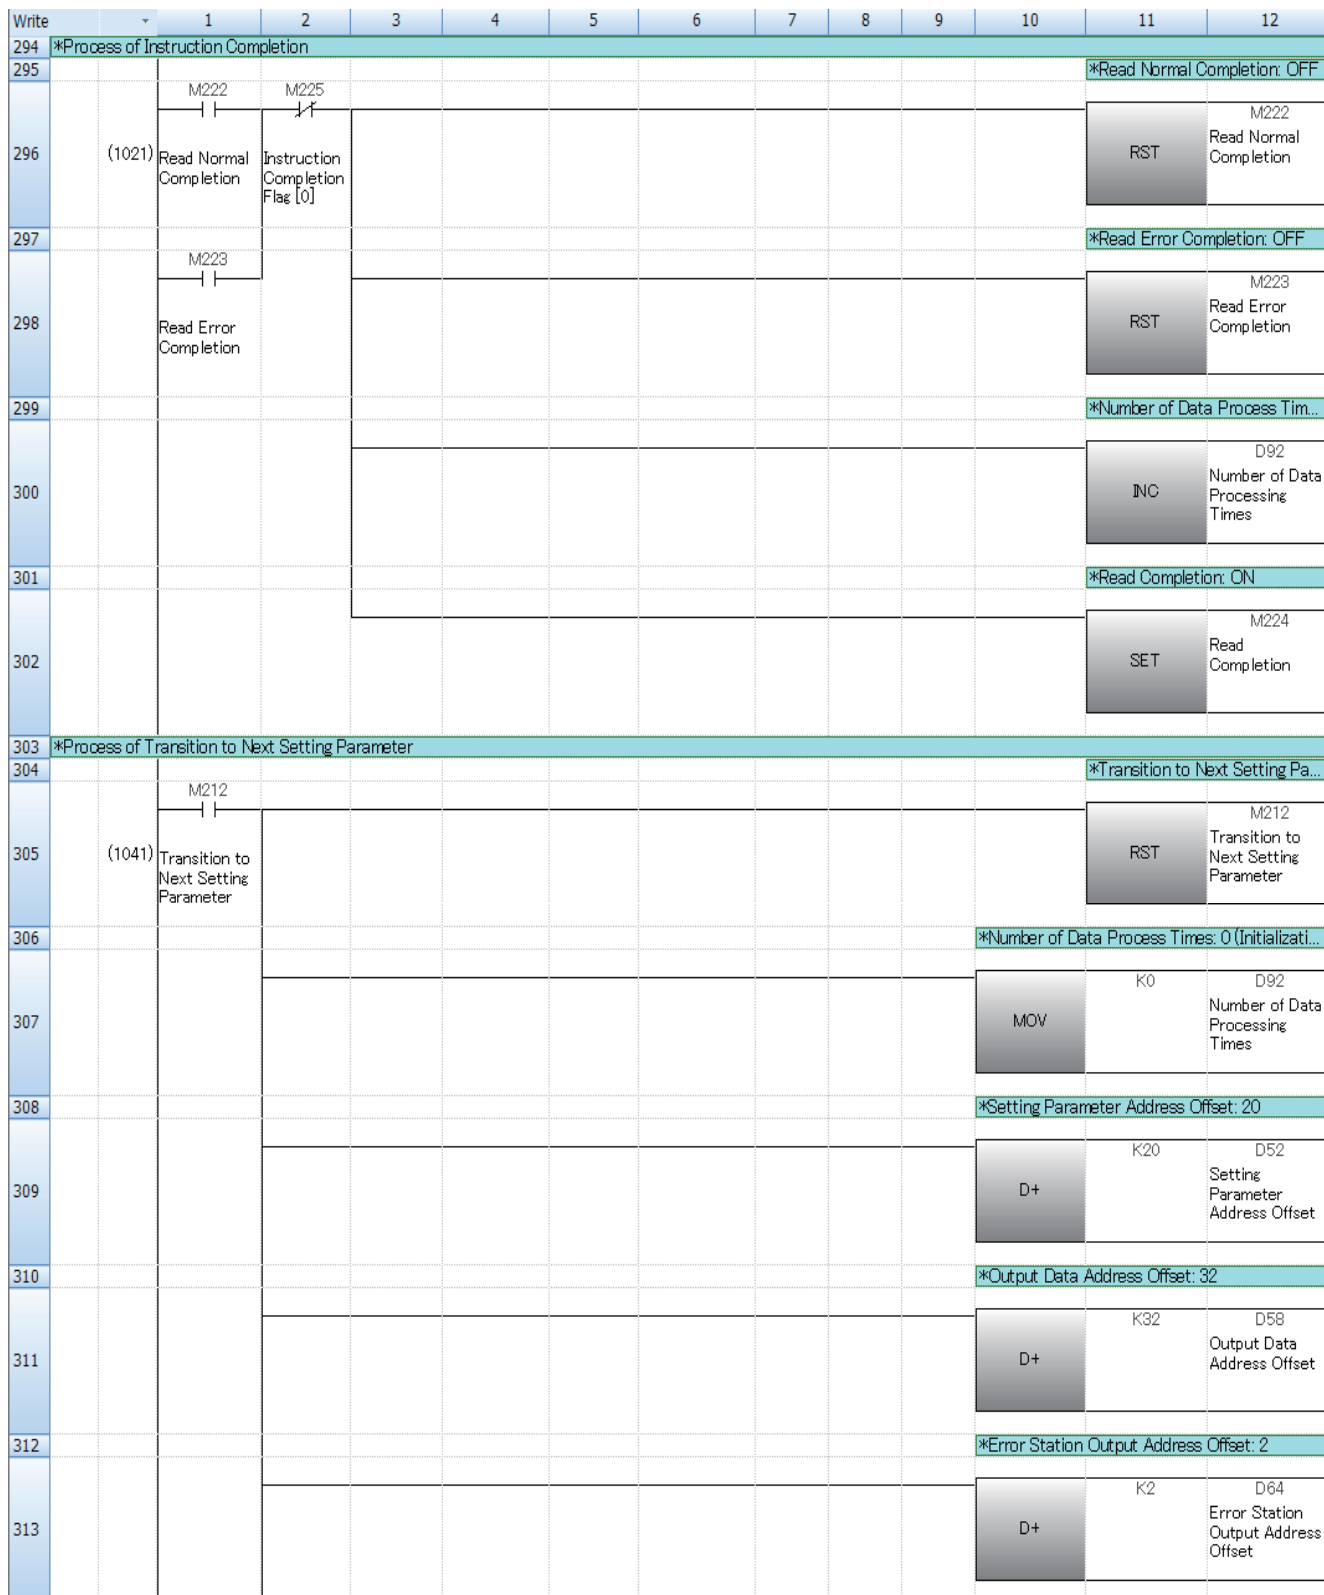 Write 1 2 3 4 5 6 7 8 9 10 11 12
294 *Process of Instruction Completion
295 *Read Normal Completion: OFF
M222 M225
M222
296 (1021) Read Normal Completion
Instruction Completion Flag [0]
RST
Read Normal Completion
297 *Read Error Completion: OFF
M223
M223
298 Read Error Completion
RST
Read Error Completion
299 *Number of Data Process Tim...
D92
300 INC
Number of Data Processing Times
301 *Read Completion: ON
M224
302 SET
Read Completion
303 *Process of Transition to Next Setting Parameter
304 *Transition to Next Setting Pa...
M212
M212
305 (1041) Transition to Next Setting Parameter
RST
Transition to Next Setting Parameter
306 *Number of Data Process Times: 0 (Initializati...
K0 D92
307 MOV
Number of Data Processing Times
308 *Setting Parameter Address Offset: 20
K20 D52
309 D+
Setting Parameter Address Offset
310 *Output Data Address Offset: 32
K32 D58
311 D+
Output Data Address Offset
312 *Error Station Output Address Offset: 2
K2 D64
313 D+
Error Station Output Address Offset